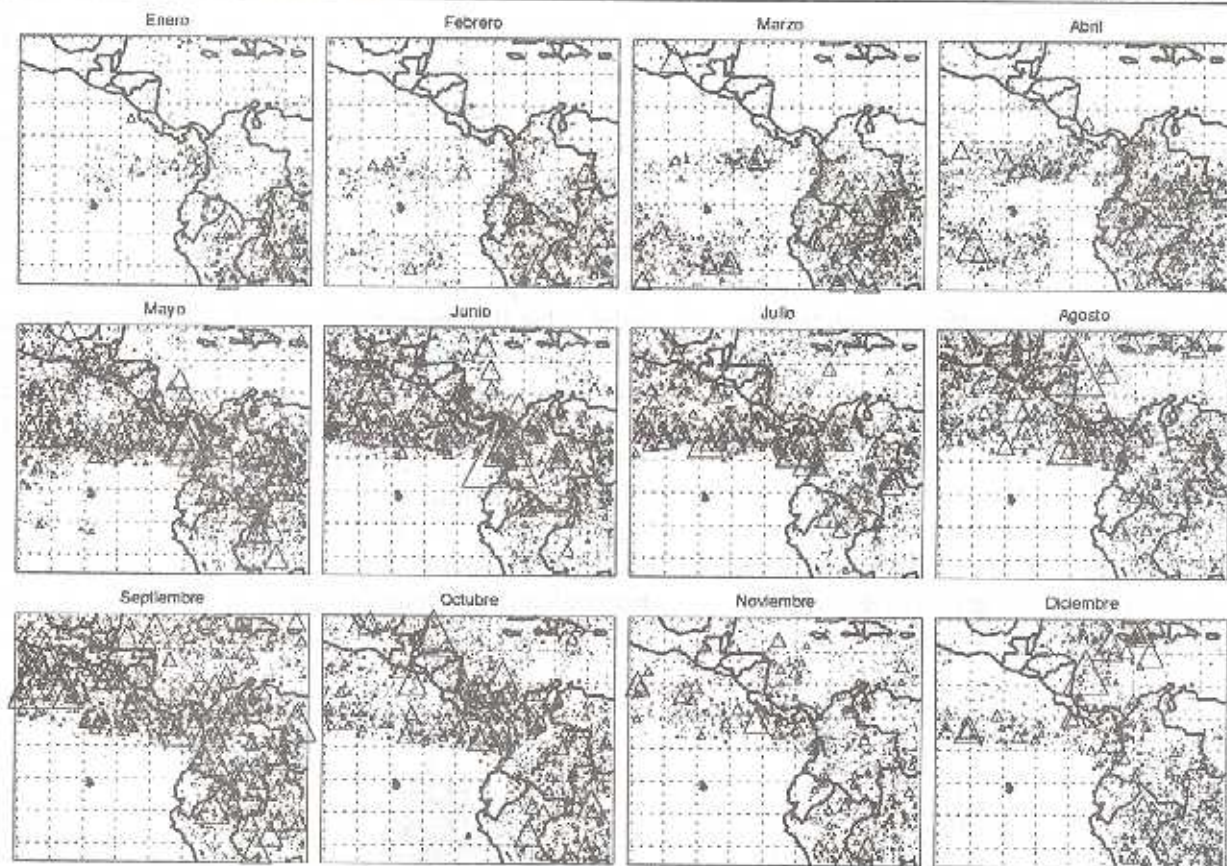 Enero
Febrero
Marzo
Abril
Mayo
Junio
Julio
Agosto
Septiembre
Octubre
Noviembre
Diciembre